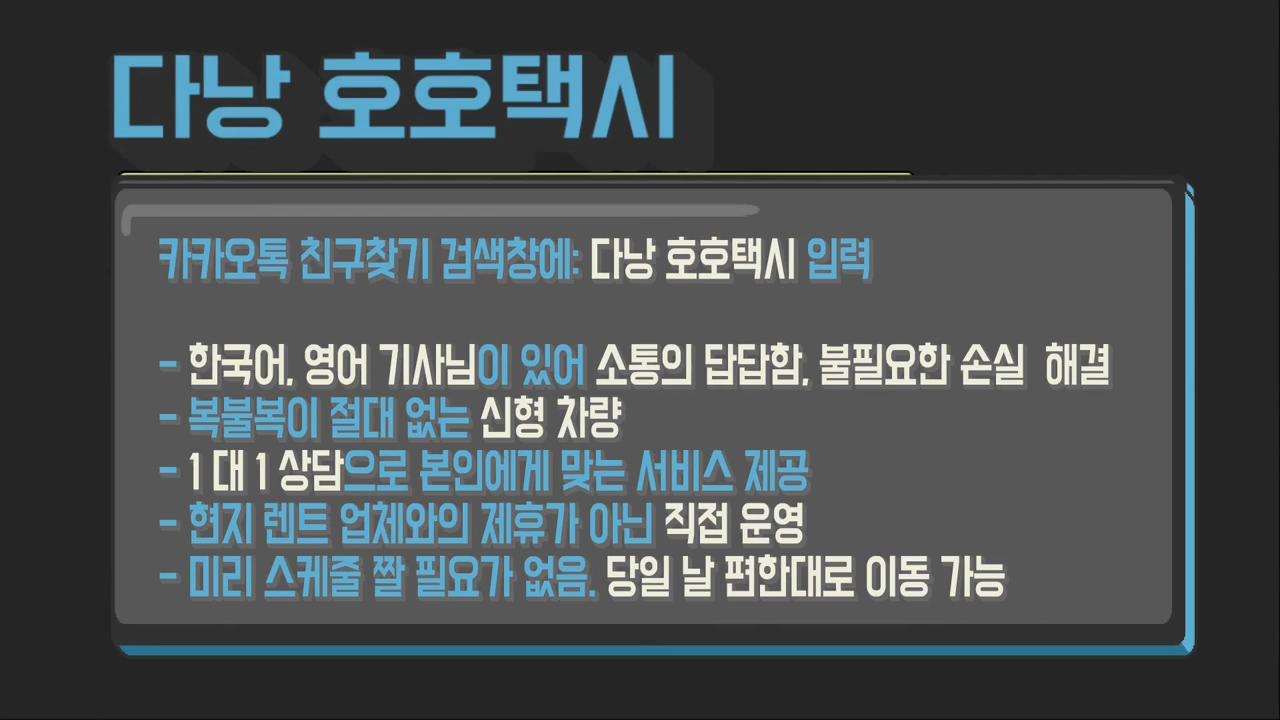 다낭 호호택시
카카오톡 친구찾기 검색창에: 다낭 호호택시 입력
- 한국어, 영어 기사님이 있어 소통의 답답함, 불필요한 손실 해결
- 복불복이 절대 없는 신형 차량
- 1 대 1 상담으로 본인에게 맞는 서비스 제공
- 현지 렌트 업체와의 제휴가 아닌 직접 운영
- 미리 스케줄 짤 필요가 없음. 당일 날 편한대로 이동 가능